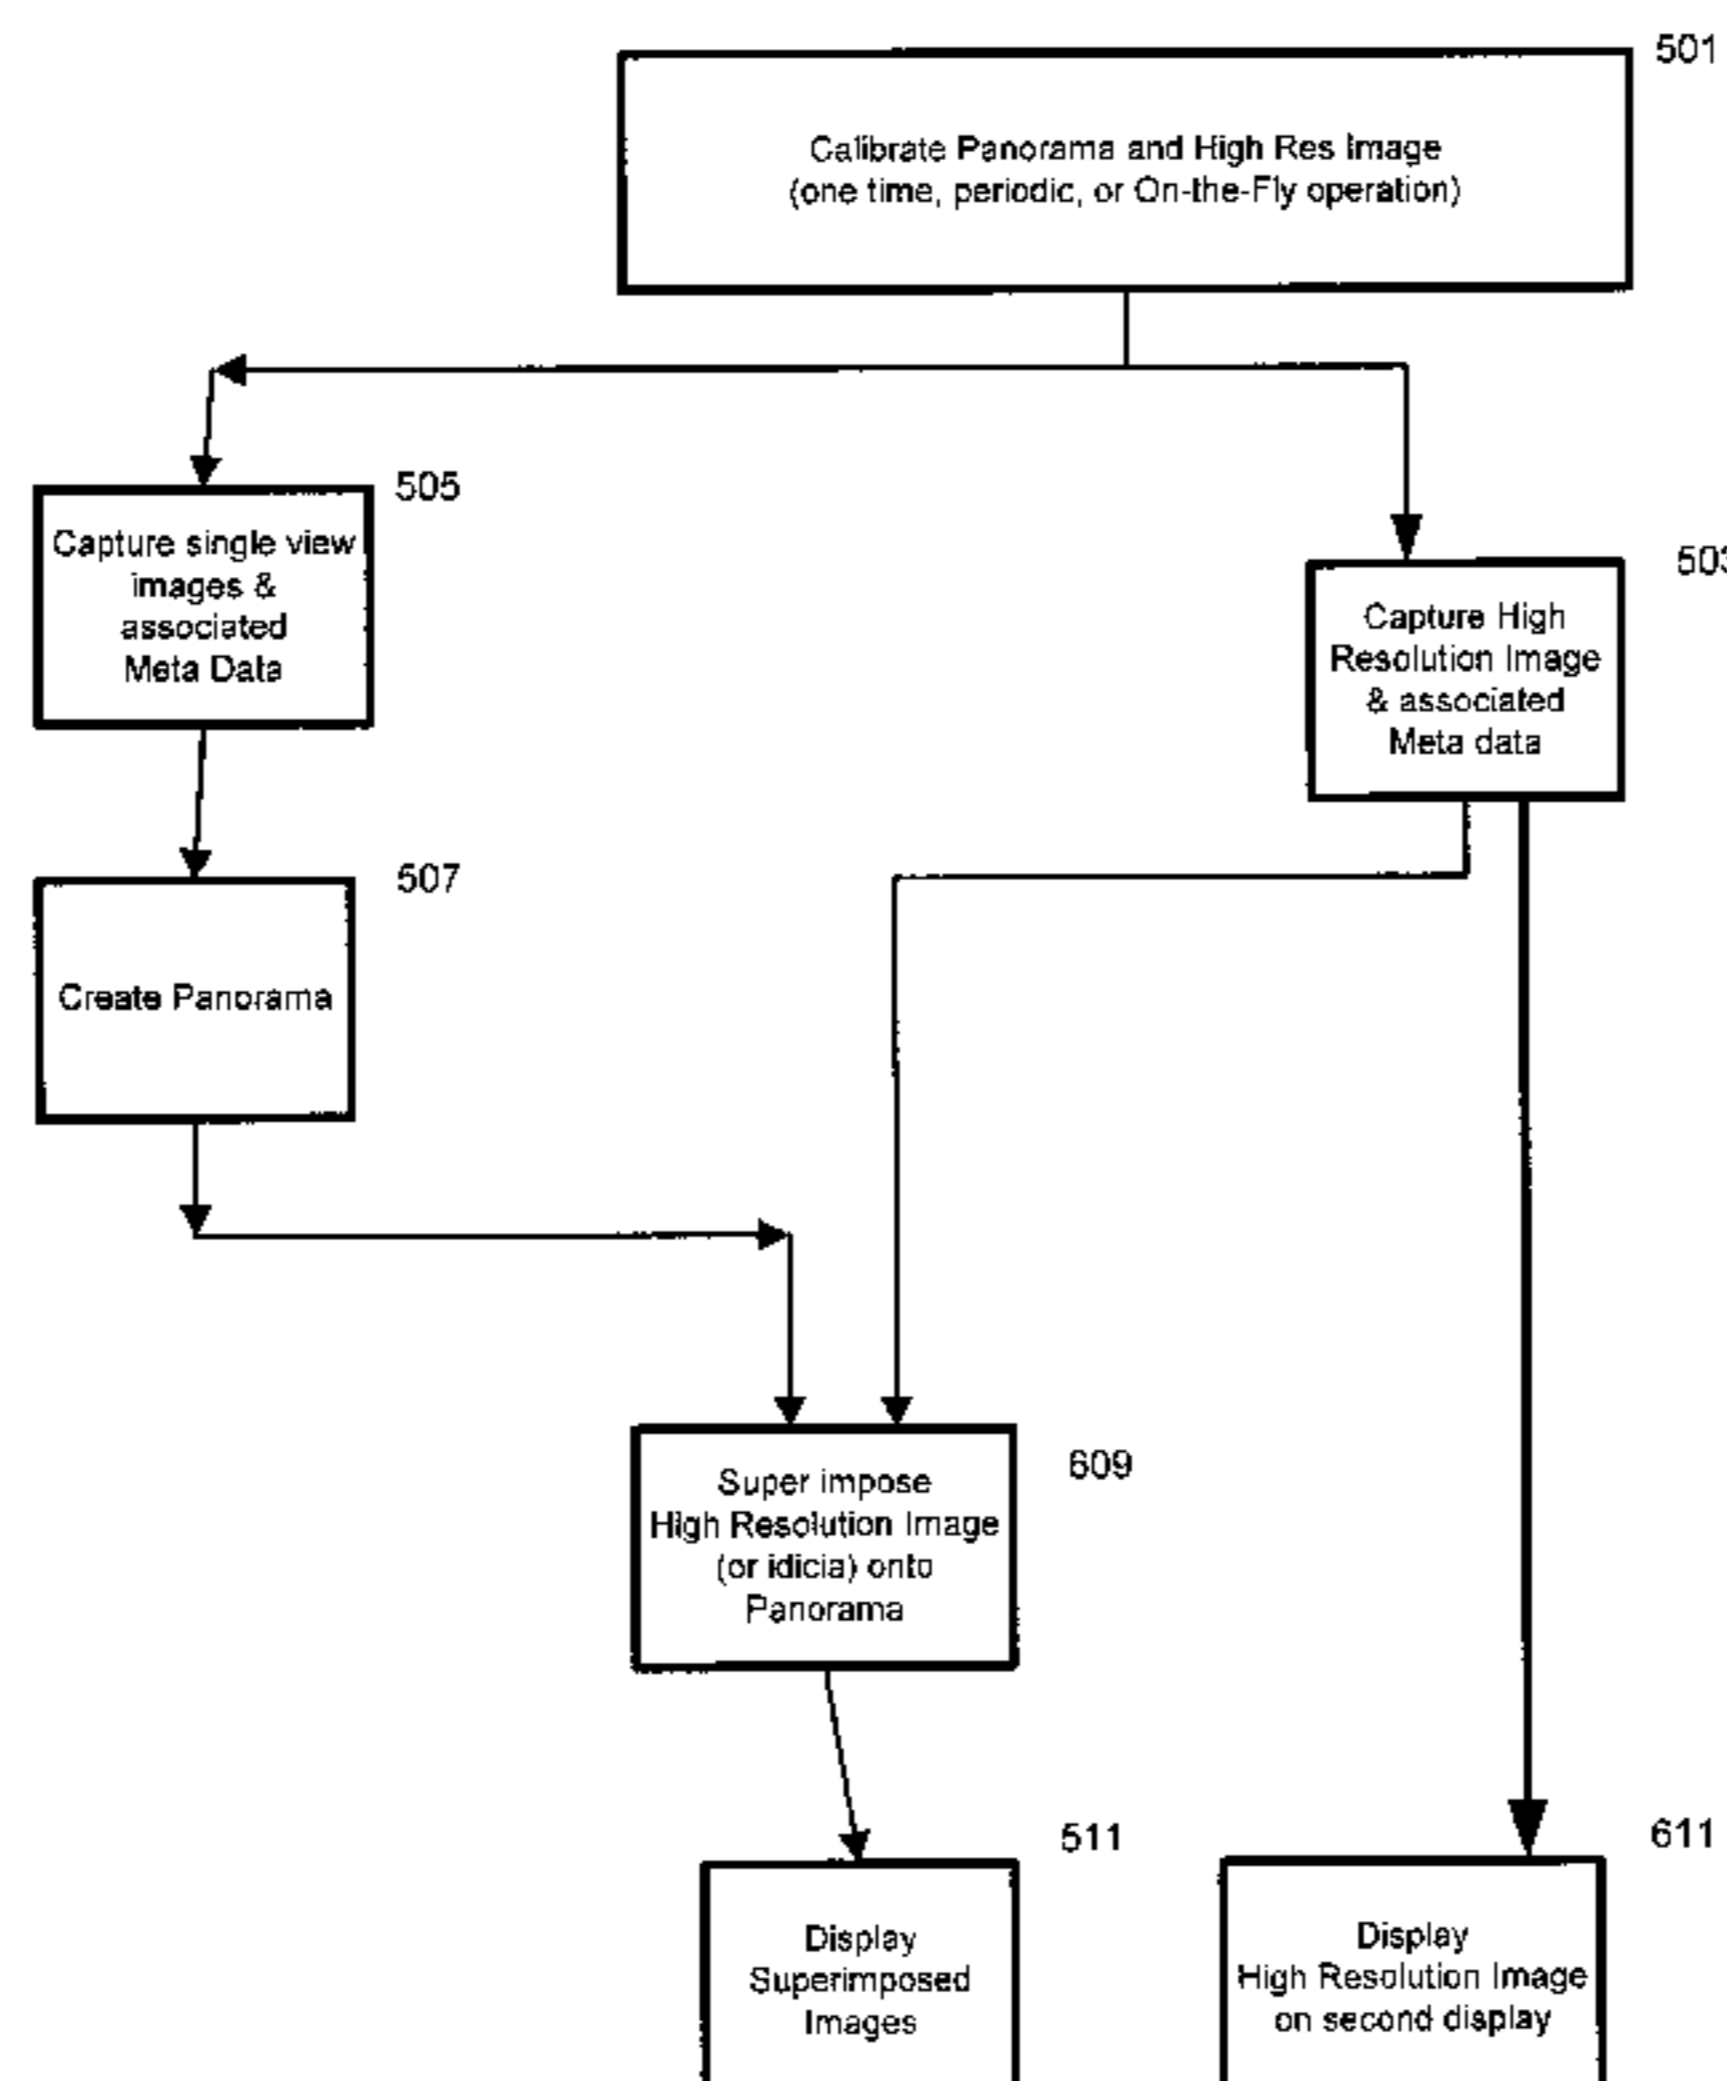 501
Calibrate Panorama and High Res Image
(one time, periodic, or On-the-Fly operation)
505
Capture single view
images &
associated
Meta Data
503
Capture High
Resolution Image
& associated
Meta data
507
Create Panorama
609
Super impose
High Resolution Image
(or idicia) onto
Panorama
511
Display
Superimposed
Images
611
Display
High Resolution Image
on second display